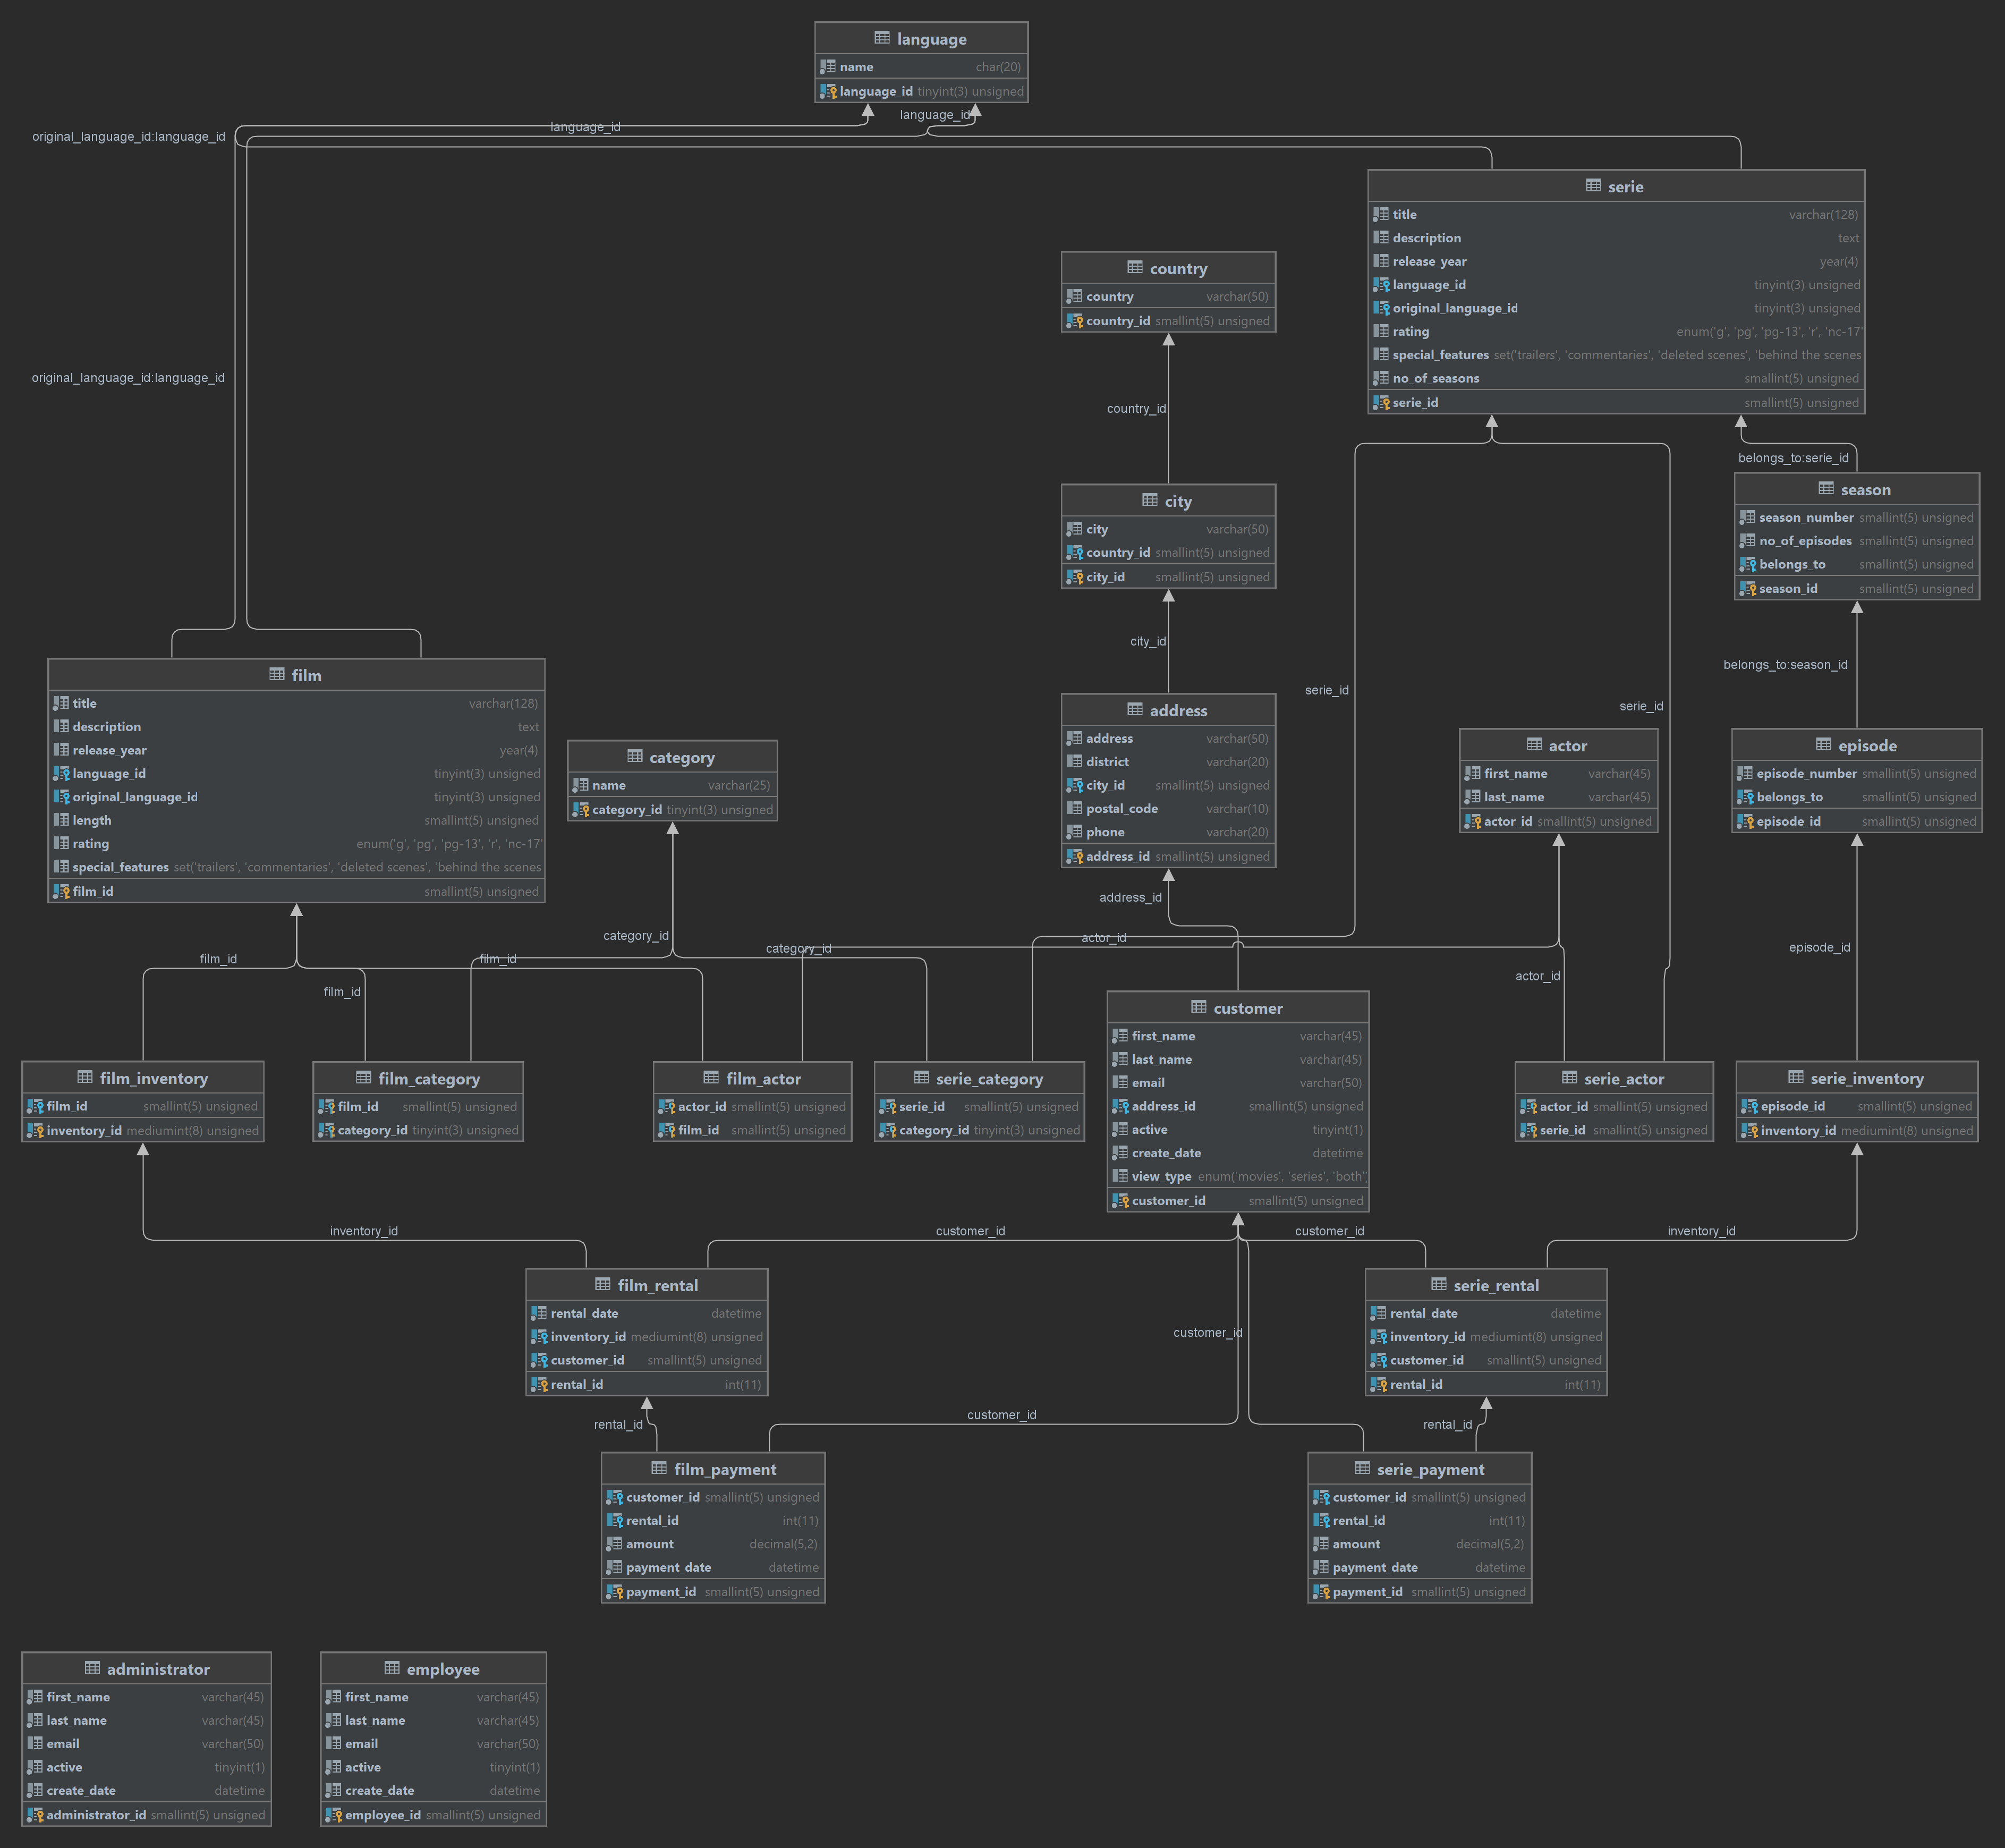 language
name char(20)
language_id tinyint(3) unsigned
language_id
language_id
original_language_id:language_id
original_language_id:language_id
serie
title varchar(128)
description text
release_year year(4)
language_id tinyint(3) unsigned
original_language_id tinyint(3) unsigned
rating enum('g', 'pg', 'pg-13', 'r', 'nc-17'
special_features set('trailers', 'commentaries', 'deleted scenes', 'behind the scenes
no_of_seasons smallint(5) unsigned
serie_id smallint(5) unsigned
country
country varchar(50)
country_id smallint(5) unsigned
country_id
belongs_to:serie_id
season
season_number smallint(5) unsigned
no_of_episodes smallint(5) unsigned
belongs_to smallint(5) unsigned
season_id smallint(5) unsigned
city
city varchar(50)
country_id smallint(5) unsigned
city_id smallint(5) unsigned
city_id
belongs_to:season_id
serie_id
serie_id
film
title varchar(128)
description text
release_year year(4)
language_id tinyint(3) unsigned
original_language_id tinyint(3) unsigned
length smallint(5) unsigned
rating enum('g', 'pg', 'pg-13', 'r', 'nc-17'
special_features set('trailers', 'commentaries', 'deleted scenes', 'behind the scenes
film_id smallint(5) unsigned
category
name varchar(25)
category_id tinyint(3) unsigned
address
address varchar(50)
district varchar(20)
city_id smallint(5) unsigned
postal_code varchar(10)
phone varchar(20)
address_id smallint(5) unsigned
actor
first_name varchar(45)
last_name varchar(45)
actor_id smallint(5) unsigned
episode
episode_number smallint(5) unsigned
belongs_to smallint(5) unsigned
episode_id smallint(5) unsigned
address_id
category_id
category_id
actor_id
episode_id
film_id
film_id
film_id
actor_id
customer
first_name varchar(45)
last_name varchar(45)
email varchar(50)
address_id smallint(5) unsigned
active tinyint(1)
create_date datetime
view_type enum('movies', 'series', 'both'
customer_id smallint(5) unsigned
film_inventory
film_id smallint(5) unsigned
inventory_id mediumint(8) unsigned
film_category
film_id smallint(5) unsigned
category_id tinyint(3) unsigned
film_actor
actor_id smallint(5) unsigned
film_id smallint(5) unsigned
serie_category
serie_id smallint(5) unsigned
category_id tinyint(3) unsigned
serie_actor
actor_id smallint(5) unsigned
serie_id smallint(5) unsigned
serie_inventory
episode_id smallint(5) unsigned
inventory_id mediumint(8) unsigned
inventory_id
customer_id
customer_id
inventory_id
film_rental
rental_date datetime
inventory_id mediumint(8) unsigned
customer_id smallint(5) unsigned
rental_id int(11)
customer_id
serie_rental
rental_date datetime
inventory_id mediumint(8) unsigned
customer_id smallint(5) unsigned
rental_id int(11)
rental_id
customer_id
rental_id
film_payment
customer_id smallint(5) unsigned
rental_id int(11)
amount decimal(5,2)
payment_date datetime
payment_id smallint(5) unsigned
serie_payment
customer_id smallint(5) unsigned
rental_id int(11)
amount decimal(5,2)
payment_date datetime
payment_id smallint(5) unsigned
administrator
first_name varchar(45)
last_name varchar(45)
email varchar(50)
active tinyint(1)
create_date datetime
administrator_id smallint(5) unsigned
employee
first_name varchar(45)
last_name varchar(45)
email varchar(50)
active tinyint(1)
create_date datetime
employee_id smallint(5) unsigned